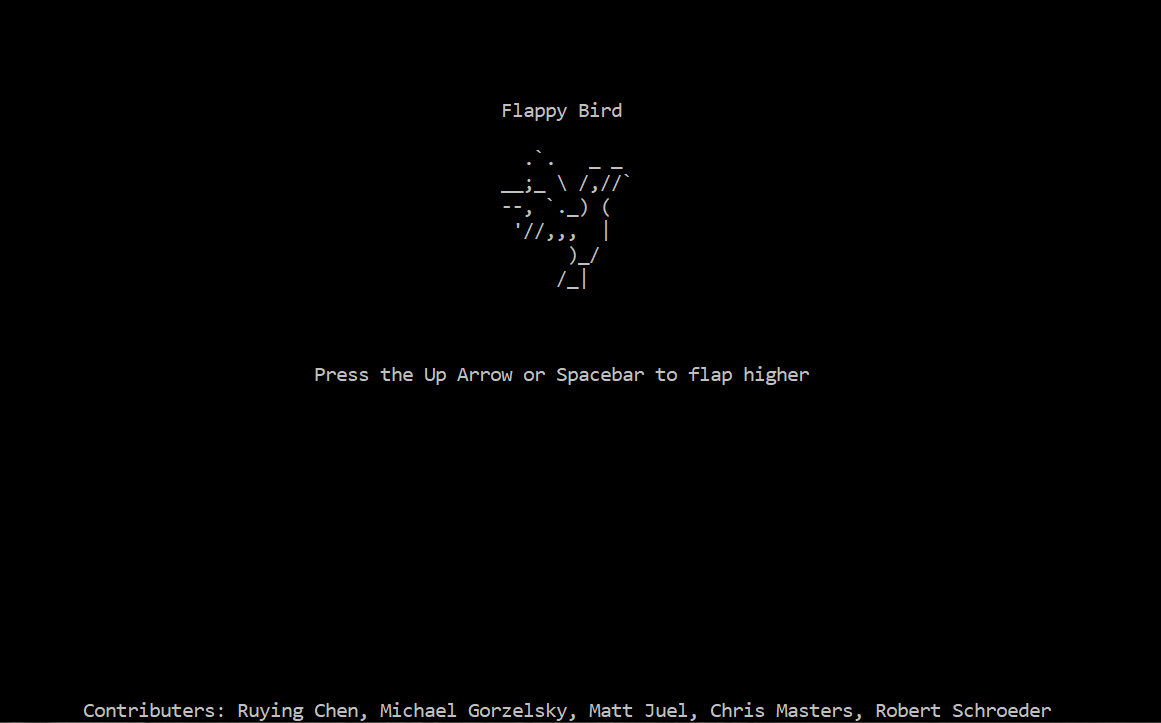 Flappy Bird
  .`.   _ _
__;_ \ /,//`
--, `._) (
 '//,,,  |
      )_/
     /_|
Press the Up Arrow or Spacebar to flap higher
Contributers: Ruying Chen, Michael Gorzelsky, Matt Juel, Chris Masters, Robert Schroeder